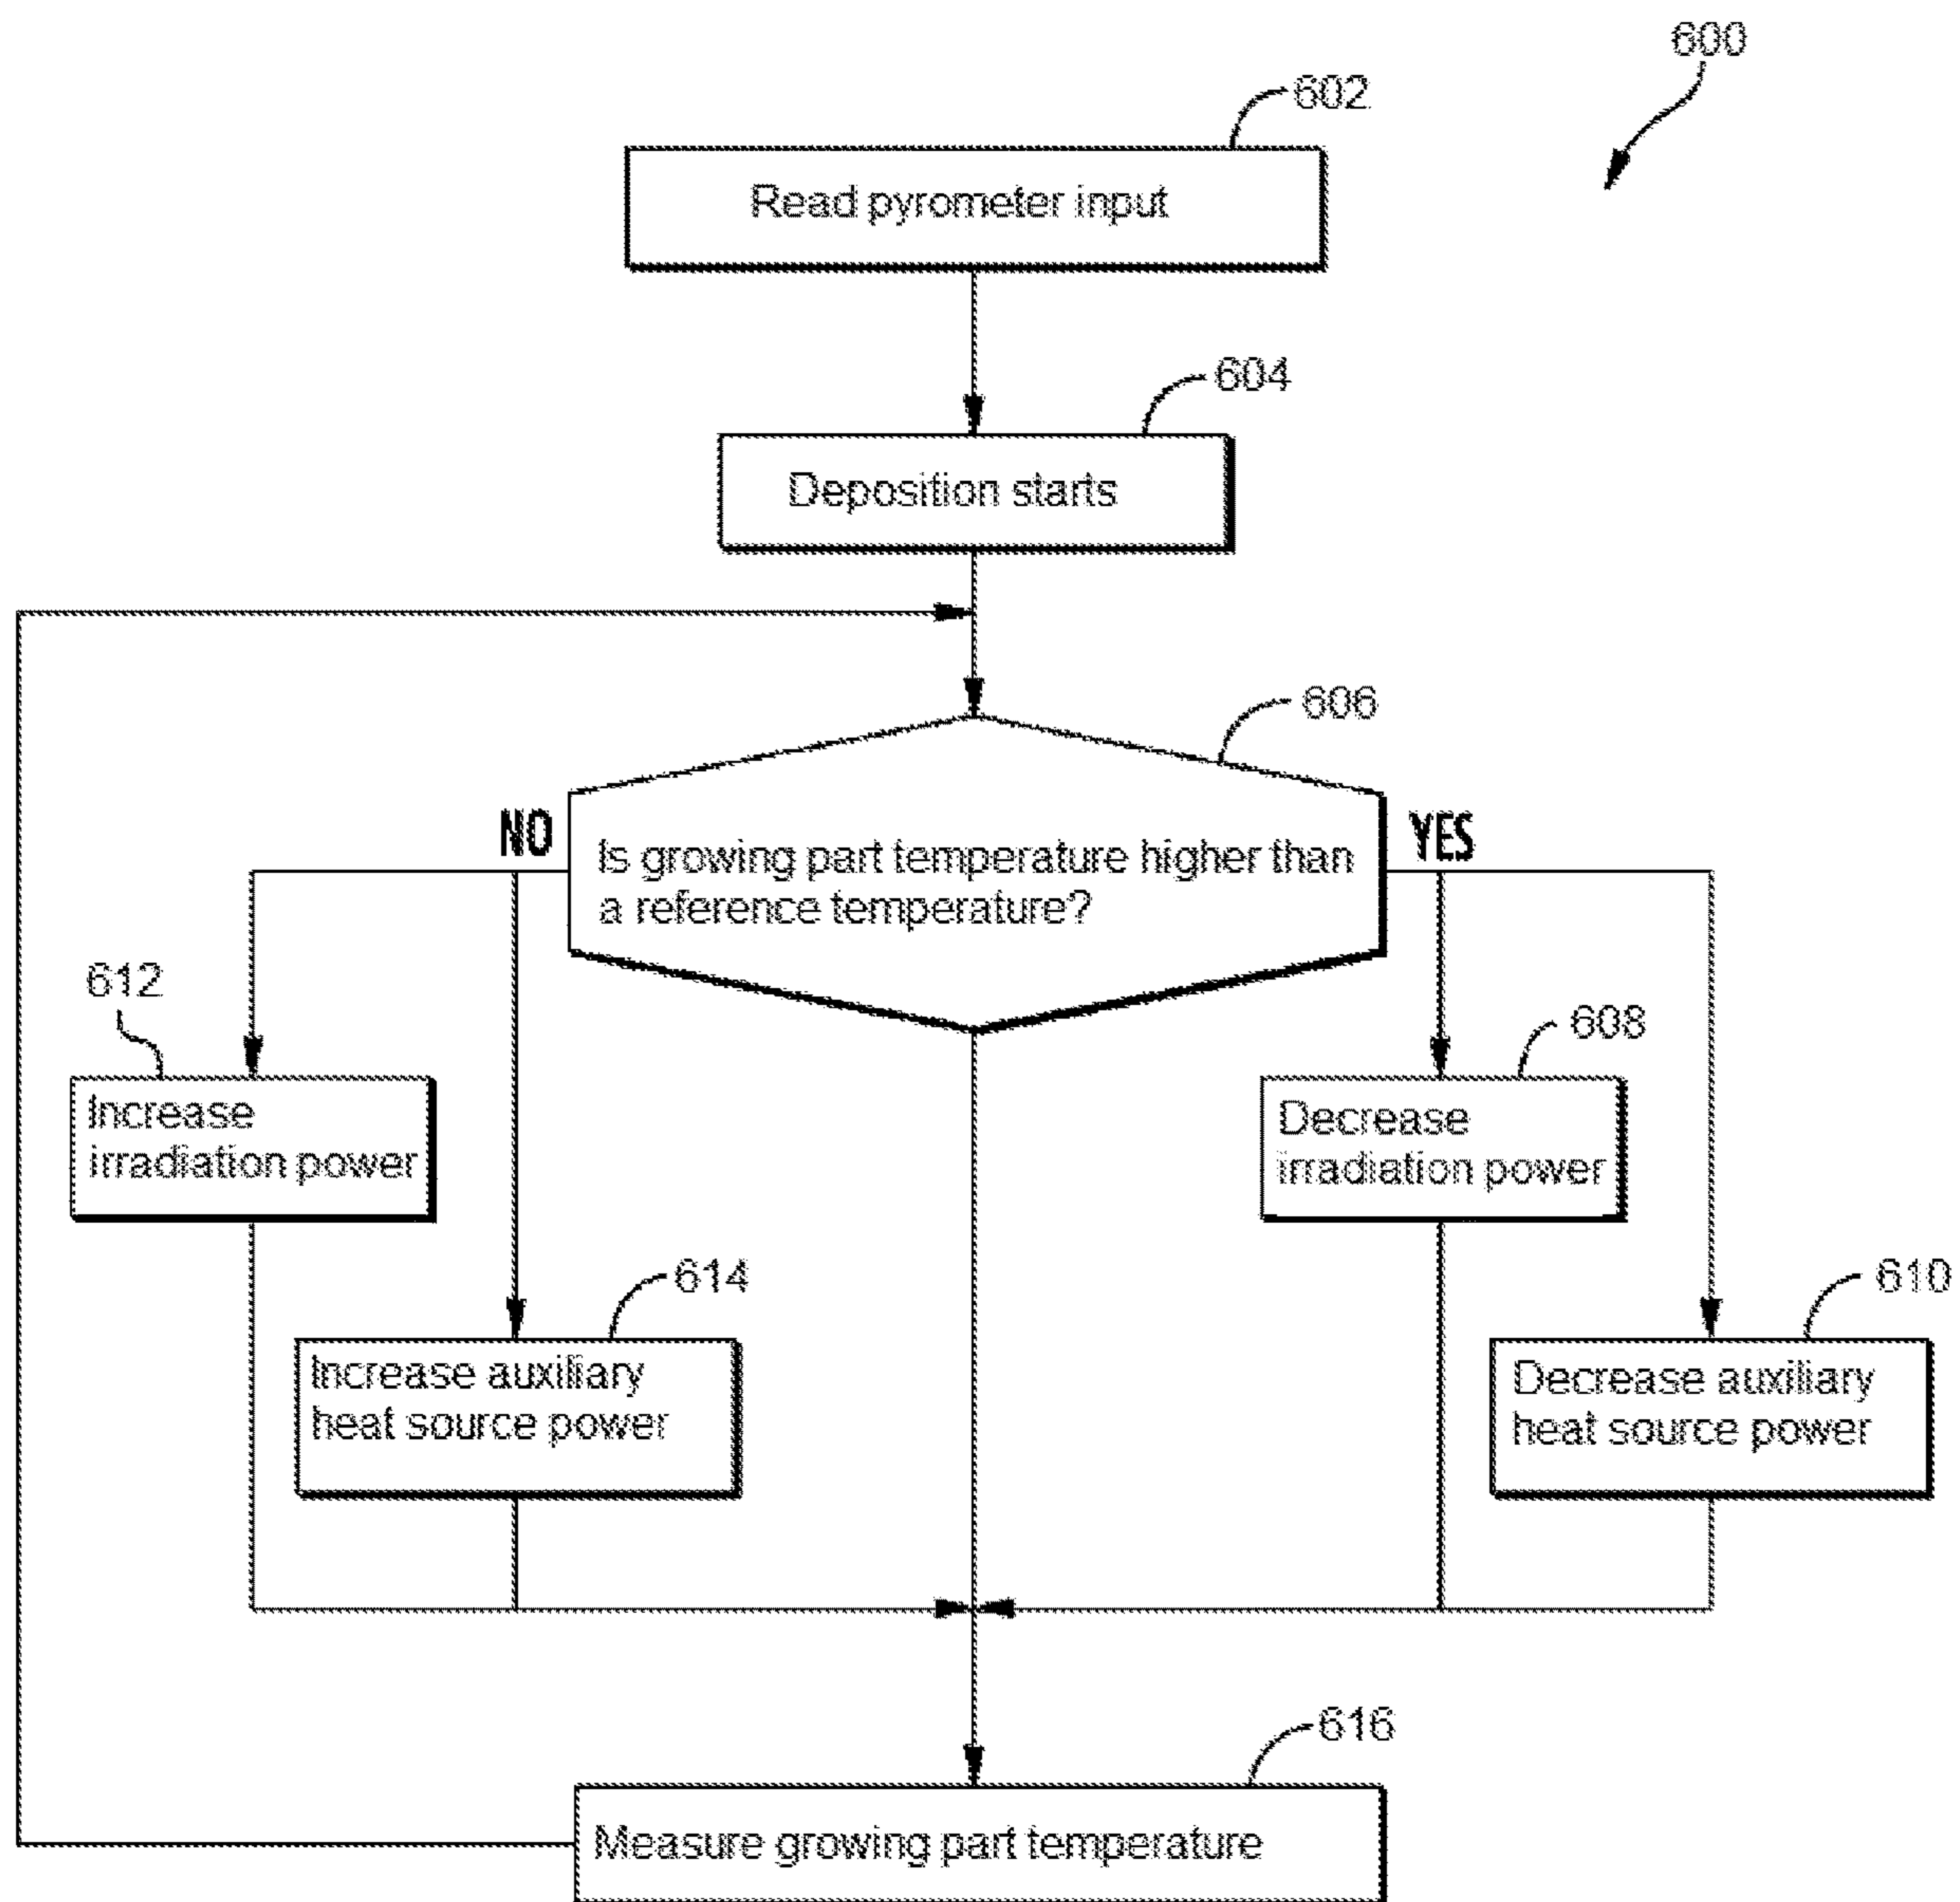 600
602
Read pyrometer input
604
Deposition starts
606
NO
YES
Is growing part temperature higher than
a reference temperature?
612
608
Increase
irradiation power
Decrease
irradiation power
614
610
Increase auxiliary
heat source power
Decrease auxiliary
heat source power
616
Measure growing part temperature